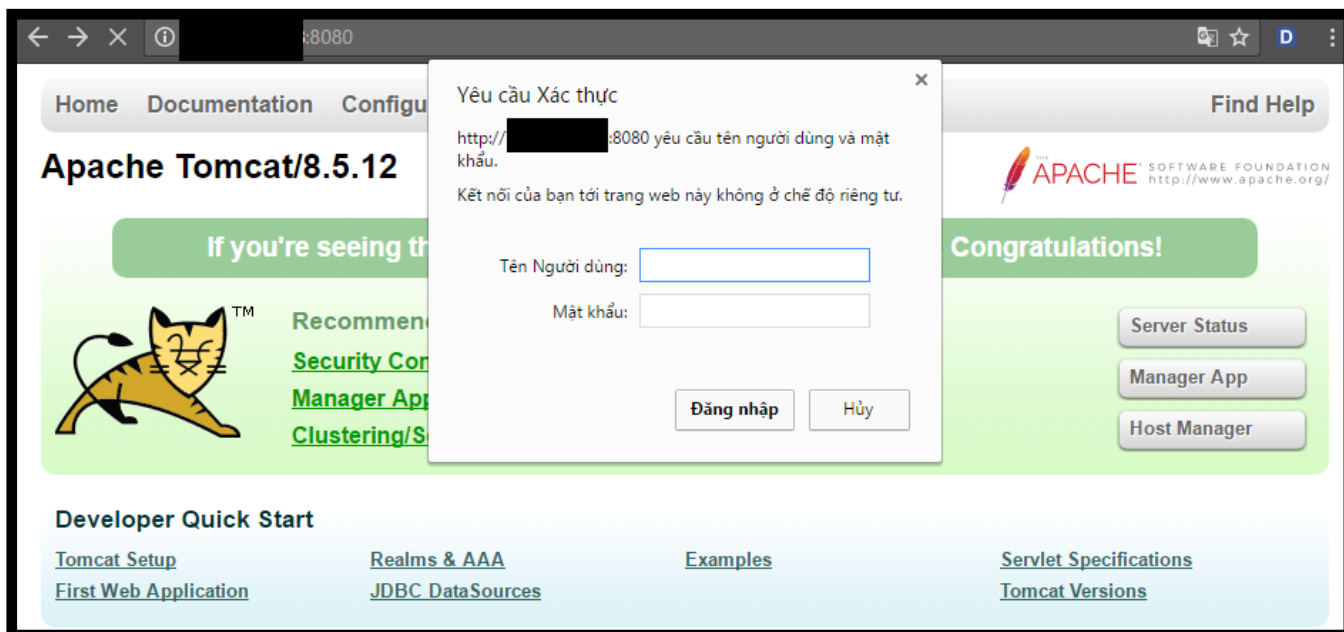 :8080
D
Home Documentation Configu
Find Help
Yêu cầu Xác thực
http:// :8080 yêu cầu tên người dùng và mật
khẩu.
Kết nối của bạn tới trang web này không ở chế độ riêng tư.
Tên Người dùng:
Mật khẩu:
Đăng nhập Hủy
Apache Tomcat/8.5.12
THE APACHE SOFTWARE FOUNDATION
http://www.apache.org/
If you're seeing th
Congratulations!
TM
Recommen
Security Con
Manager App
Clustering/Se
Server Status
Manager App
Host Manager
Developer Quick Start
Tomcat Setup Realms & AAA Examples Servlet Specifications
First Web Application JDBC DataSources Tomcat Versions